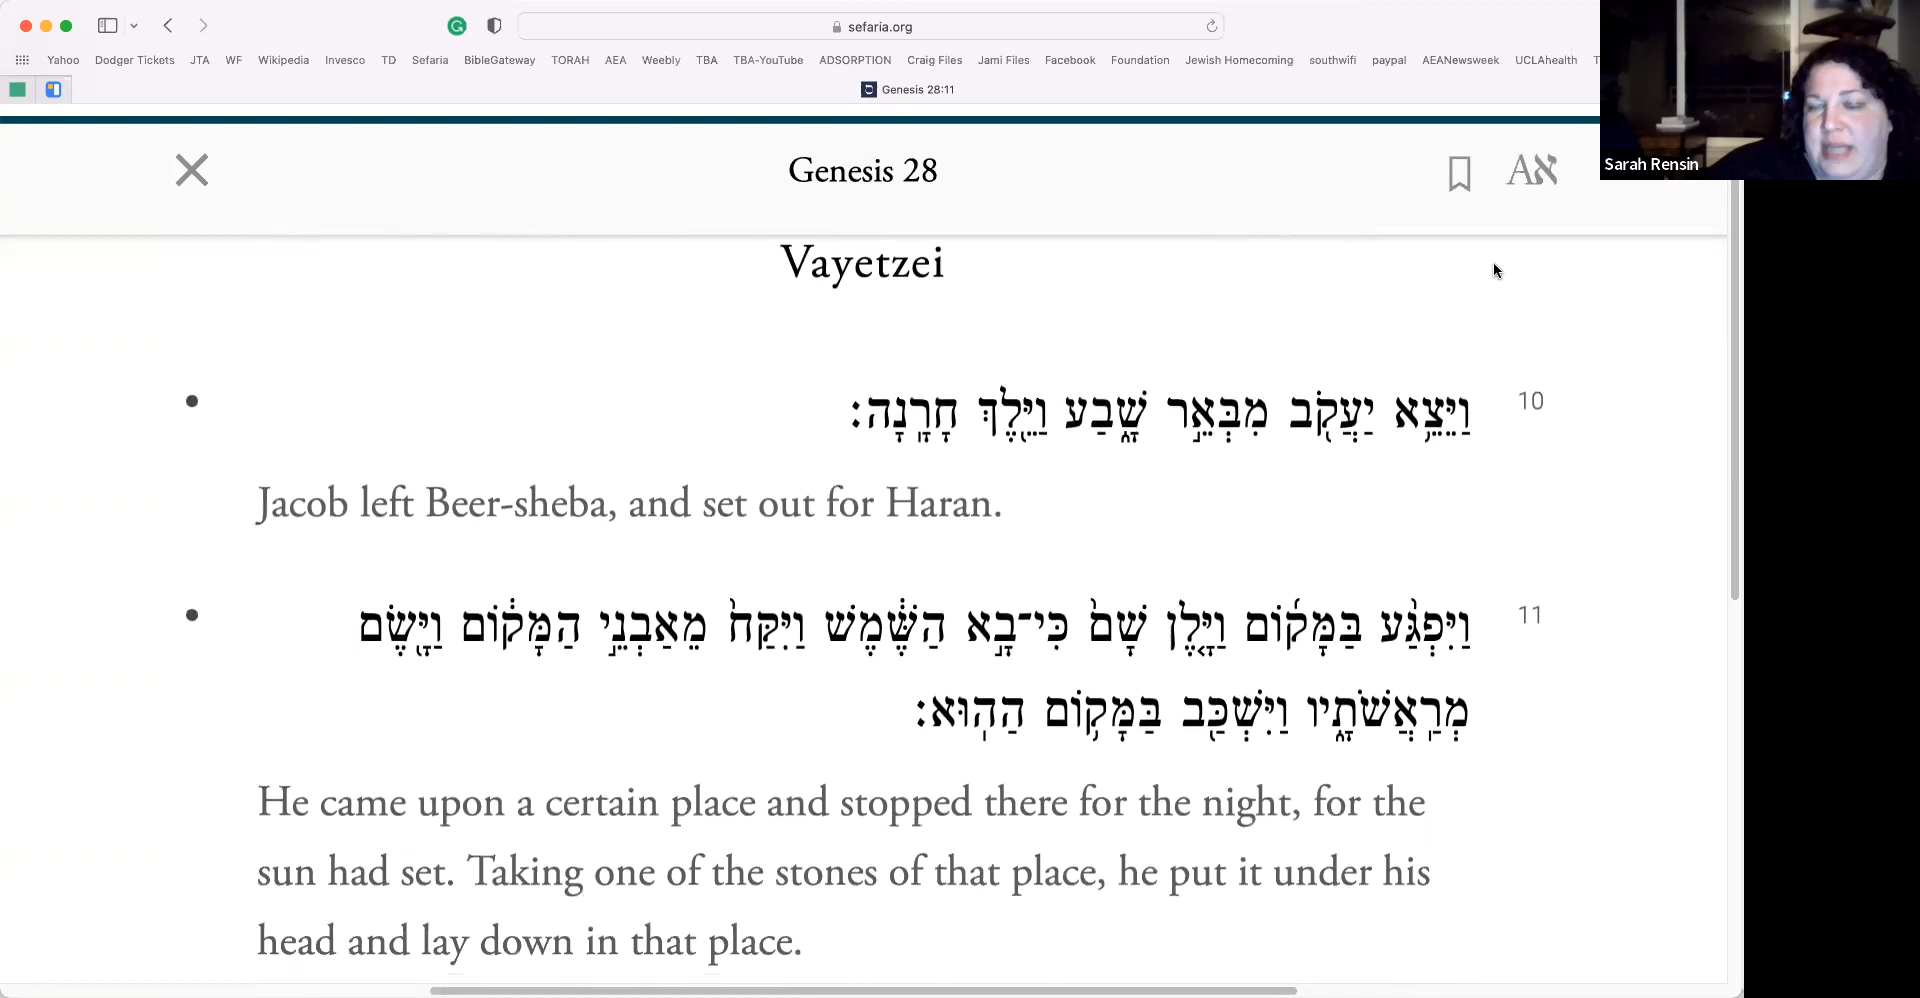 sefaria.org
Yahoo Dodger Tickets JTA WF Wikipedia Invesco TD Sefaria BibleGateway TORAH AEA Weebly TBA TBA-YouTube ADSORPTION Craig Files Jami Files Facebook Foundation Jewish Homecoming southwifi paypal AEANewsweek UCLAhealth
Genesis 28:11
Sarah Rensin
Genesis 28
Aא
Vayetzei
10
וַיֵּצֵ֥א יַעֲקֹ֖ב מִבְּאֵ֣ר שָׁ֑בַע וַיֵּ֖לֶךְ חָרָֽנָה׃
Jacob left Beer-sheba, and set out for Haran.
11
וַיִּפְגַּ֨ע בַּמָּק֜וֹם וַיָּ֤לֶן שָׁם֙ כִּי־בָ֣א הַשֶּׁ֔מֶשׁ וַיִּקַּח֙ מֵאַבְנֵ֣י הַמָּק֔וֹם וַיָּ֖שֶׂם
מְרַֽאֲשֹׁתָ֑יו וַיִּשְׁכַּ֖ב בַּמָּק֥וֹם הַהֽוּא׃
He came upon a certain place and stopped there for the night, for the
sun had set. Taking one of the stones of that place, he put it under his
head and lay down in that place.